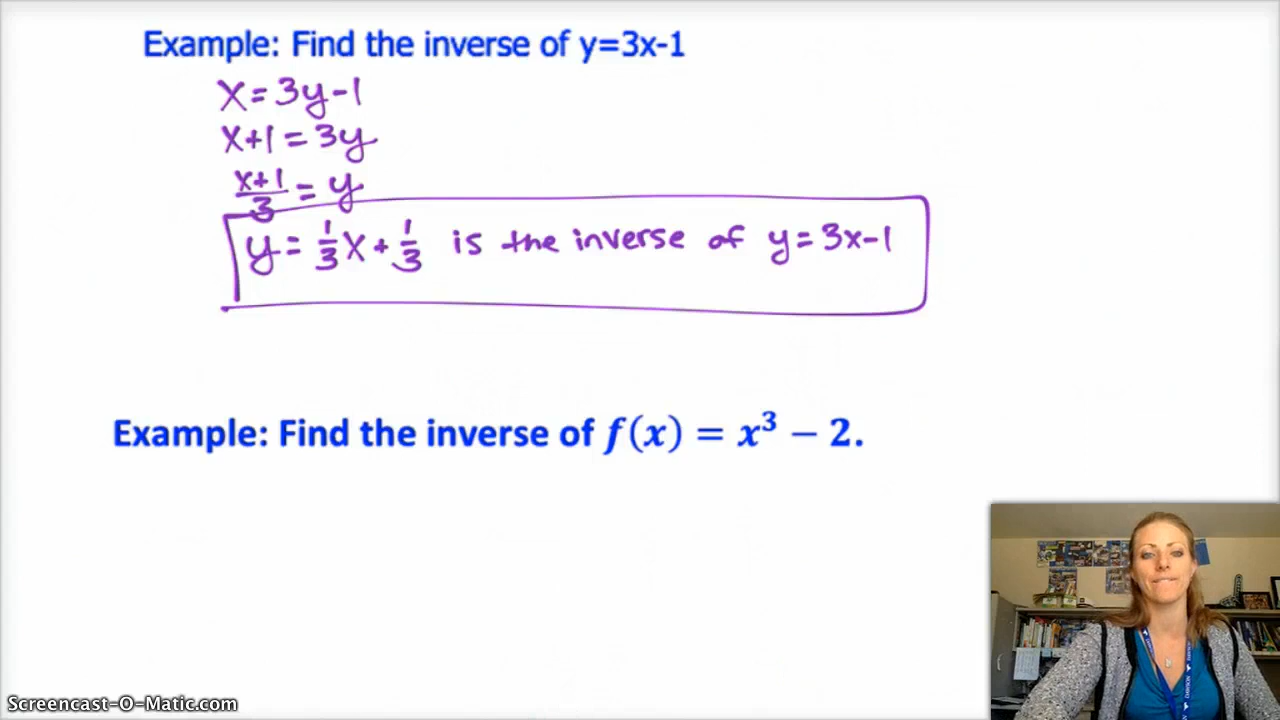 Example: Find the inverse of y=3x-1
x=3y-1
x+1=3y
x+1/3 = y
y = 1/3 x + 1/3 is the inverse of y=3x-1
Example: Find the inverse of f(x) = x³ − 2.
Screencast-O-Matic.com